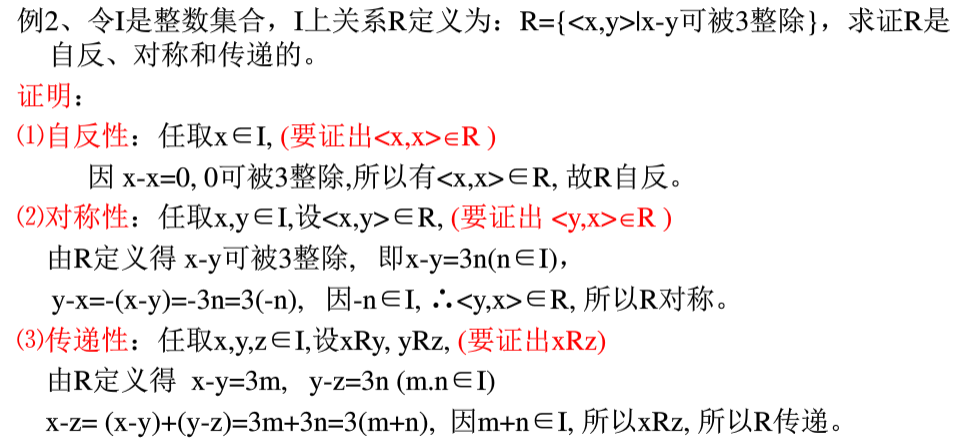 例2、令I是整数集合，I上关系R定义为：R={<x,y>|x-y可被3整除}，求证R是
自反、对称和传递的。
证明：
⑴自反性：任取x∈I, (要证出<x,x>∈R )
因 x-x=0, 0可被3整除,所以有<x,x>∈R, 故R自反。
⑵对称性：任取x,y∈I,设<x,y>∈R, (要证出 <y,x>∈R )
由R定义得 x-y可被3整除， 即x-y=3n(n∈I)，
y-x=-(x-y)=-3n=3(-n), 因-n∈I, ∴<y,x>∈R, 所以R对称。
⑶传递性：任取x,y,z∈I,设xRy, yRz, (要证出xRz)
由R定义得 x-y=3m, y-z=3n (m.n∈I)
x-z= (x-y)+(y-z)=3m+3n=3(m+n), 因m+n∈I, 所以xRz, 所以R传递。